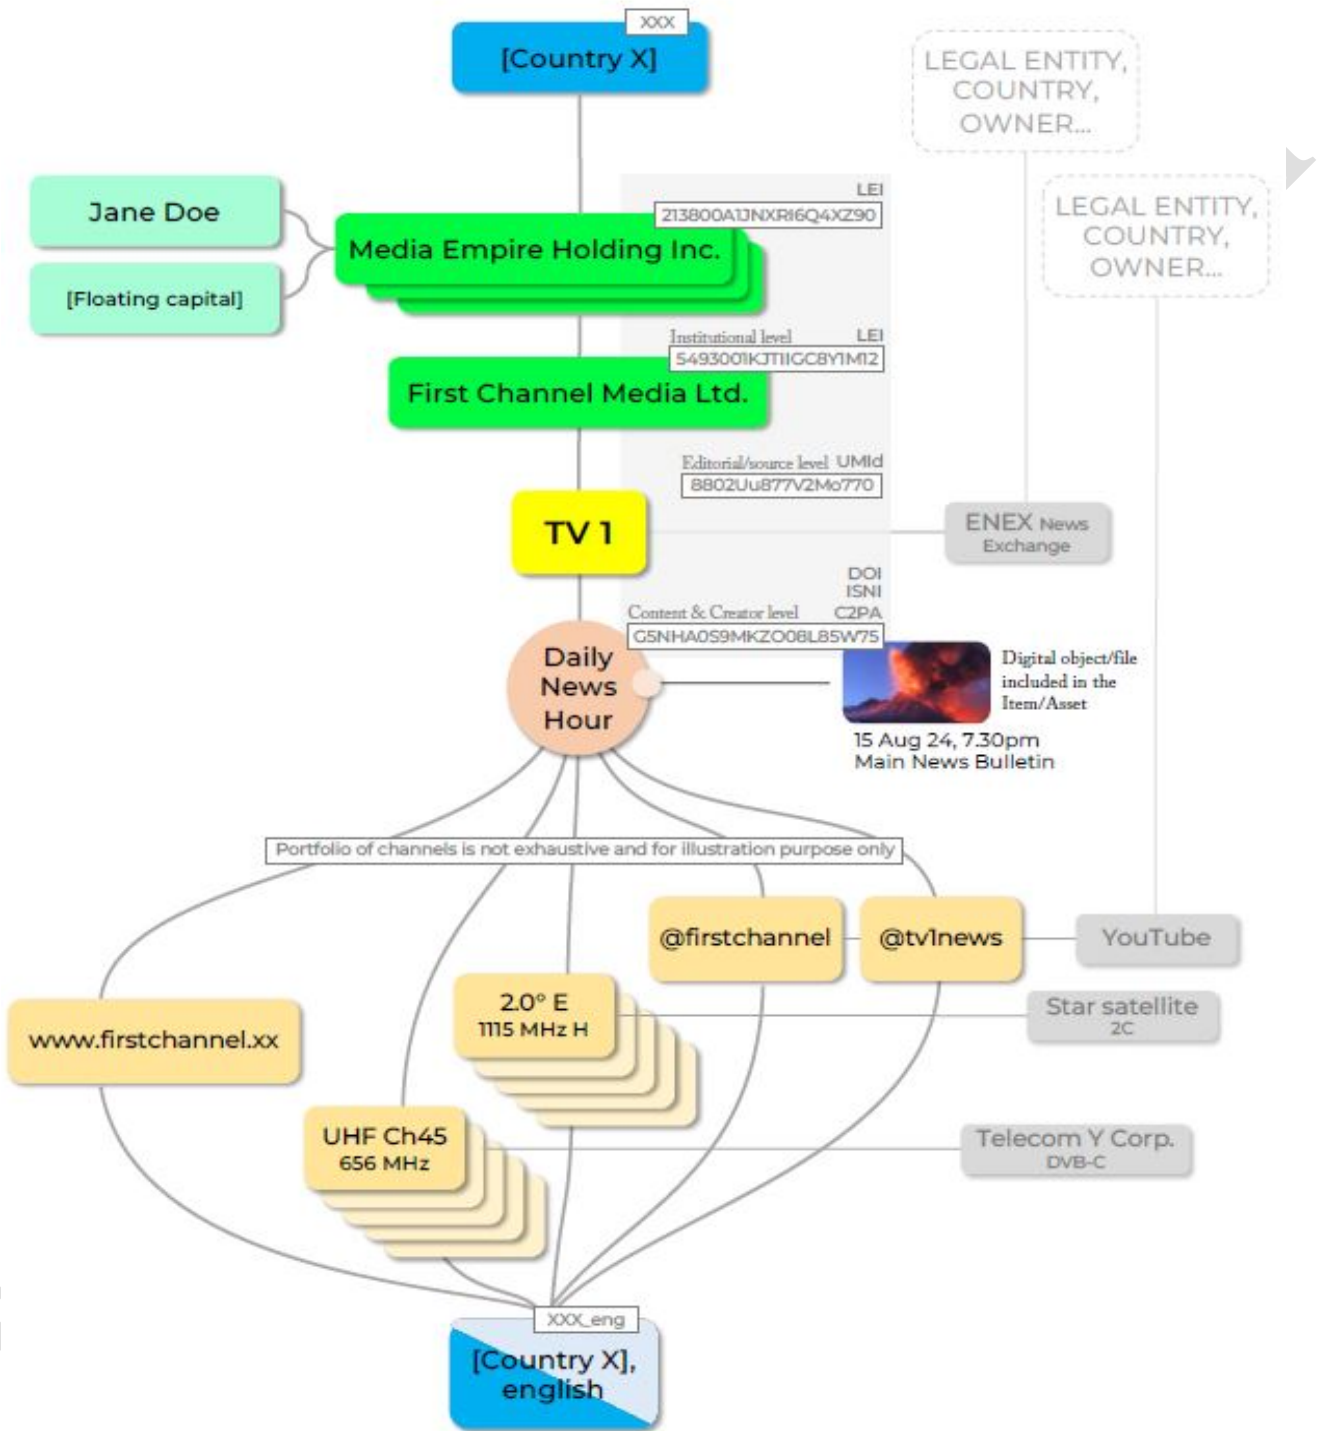 XXX
[Country X]
LEGAL ENTITY,
COUNTRY,
OWNER...
LEGAL ENTITY,
COUNTRY,
OWNER...
Jane Doe
[Floating capital]
LEI
213800A1JNXRI6Q4XZ90
Media Empire Holding Inc.
Institutional level LEI
5493001KJTIIGC8Y1M12
First Channel Media Ltd.
Editorial/source level UMId
8802Uu877V2Mo770
TV 1
ENEX News
Exchange
DOI
ISNI
Content & Creator level C2PA
G5NHA0S9MKZO08L85W75
Daily
News
Hour
Digital object/file
included in the
Item/Asset
15 Aug 24, 7.30pm
Main News Bulletin
Portfolio of channels is not exhaustive and for illustration purpose only
@firstchannel
@tv1news
YouTube
2.0° E
1115 MHz H
Star satellite
2C
www.firstchannel.xx
UHF Ch45
656 MHz
Telecom Y Corp.
DVB-C
XXX_eng
[Country X],
english